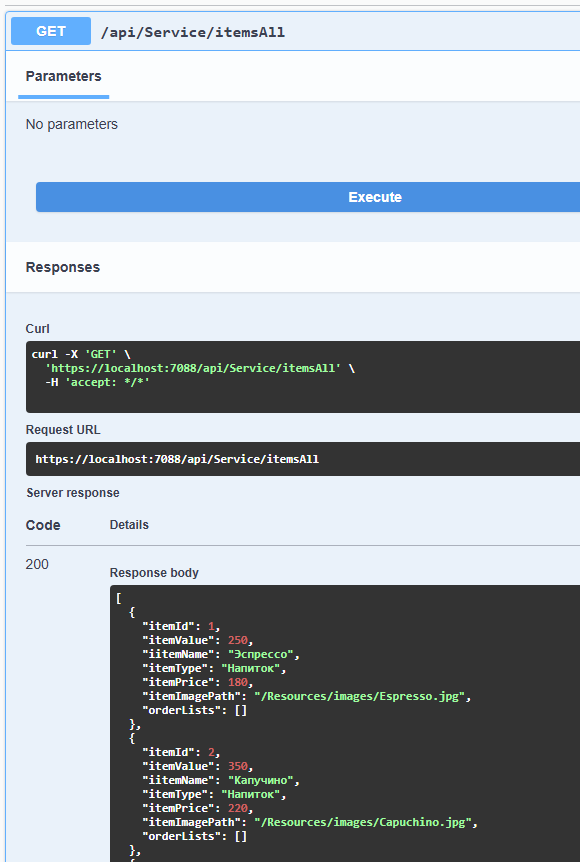 GET /api/Service/itemsAll
Parameters
No parameters
Execute
Responses
Curl
curl -X 'GET' \
  'https://localhost:7088/api/Service/itemsAll' \
  -H 'accept: */*'
Request URL
https://localhost:7088/api/Service/itemsAll
Server response
Code Details
200
Response body
[
  {
    "itemId": 1,
    "itemValue": 250,
    "iitemName": "Эспрессо",
    "itemType": "Напиток",
    "itemPrice": 180,
    "itemImagePath": "/Resources/images/Espresso.jpg",
    "orderLists": []
  },
  {
    "itemId": 2,
    "itemValue": 350,
    "iitemName": "Капучино",
    "itemType": "Напиток",
    "itemPrice": 220,
    "itemImagePath": "/Resources/images/Capuchino.jpg",
    "orderLists": []
  },